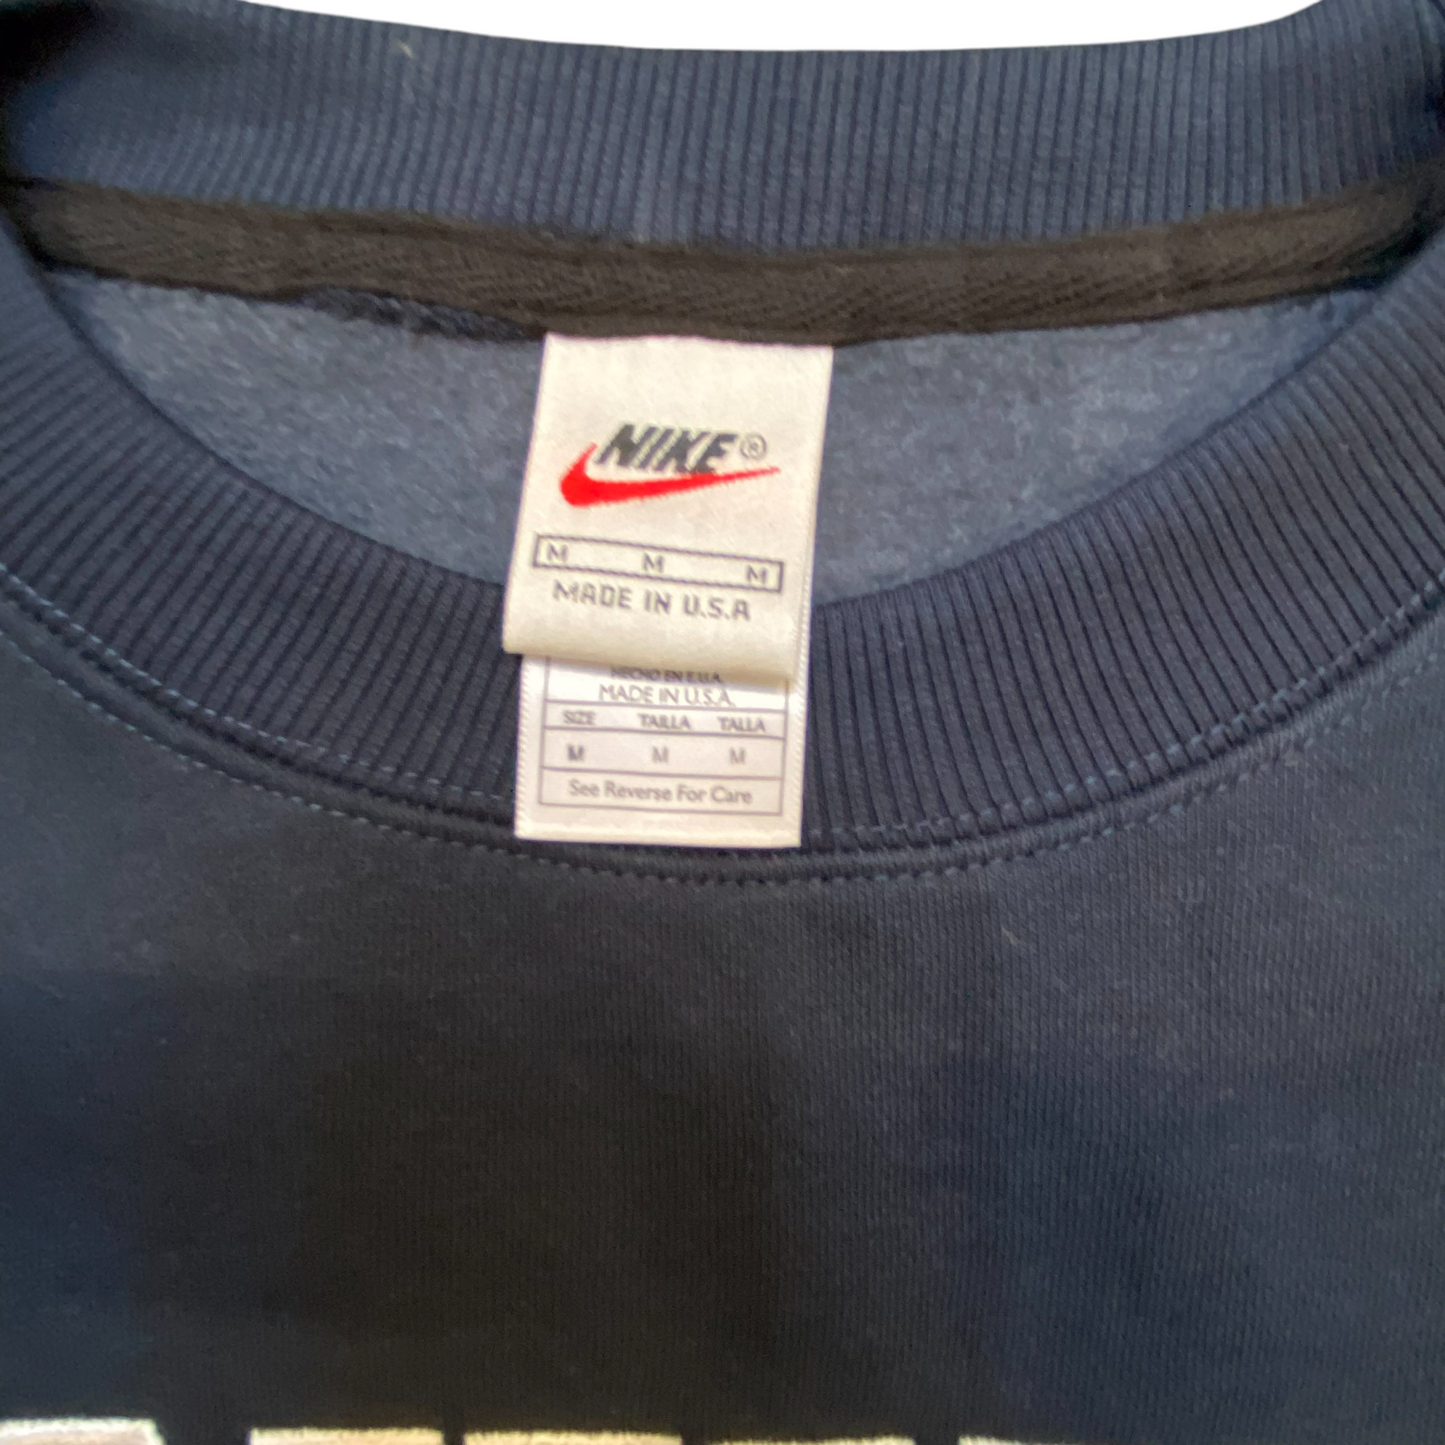 NIKE®
M M M
MADE IN U.S.A
HECHO EN E.U.A.
MADE IN U.S.A.
SIZE TAILLA TALLA
M M M
See Reverse For Care